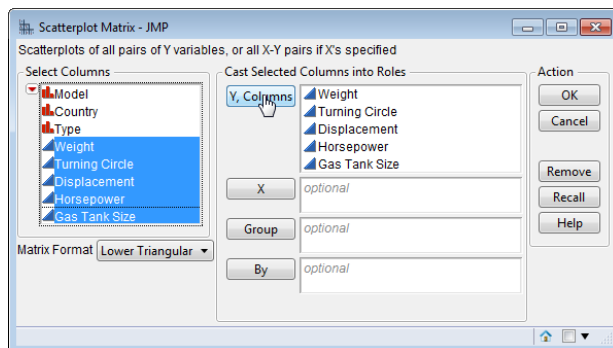 Scatterplot Matrix - JMP
Scatterplots of all pairs of Y variables, or all X-Y pairs if X's specified
Select Columns
Model
Country
Type
Weight
Turning Circle
Displacement
Horsepower
Gas Tank Size
Matrix Format Lower Triangular
Cast Selected Columns into Roles
Y, Columns
Weight
Turning Circle
Displacement
Horsepower
Gas Tank Size
X
optional
Group
optional
By
optional
Action
OK
Cancel
Remove
Recall
Help